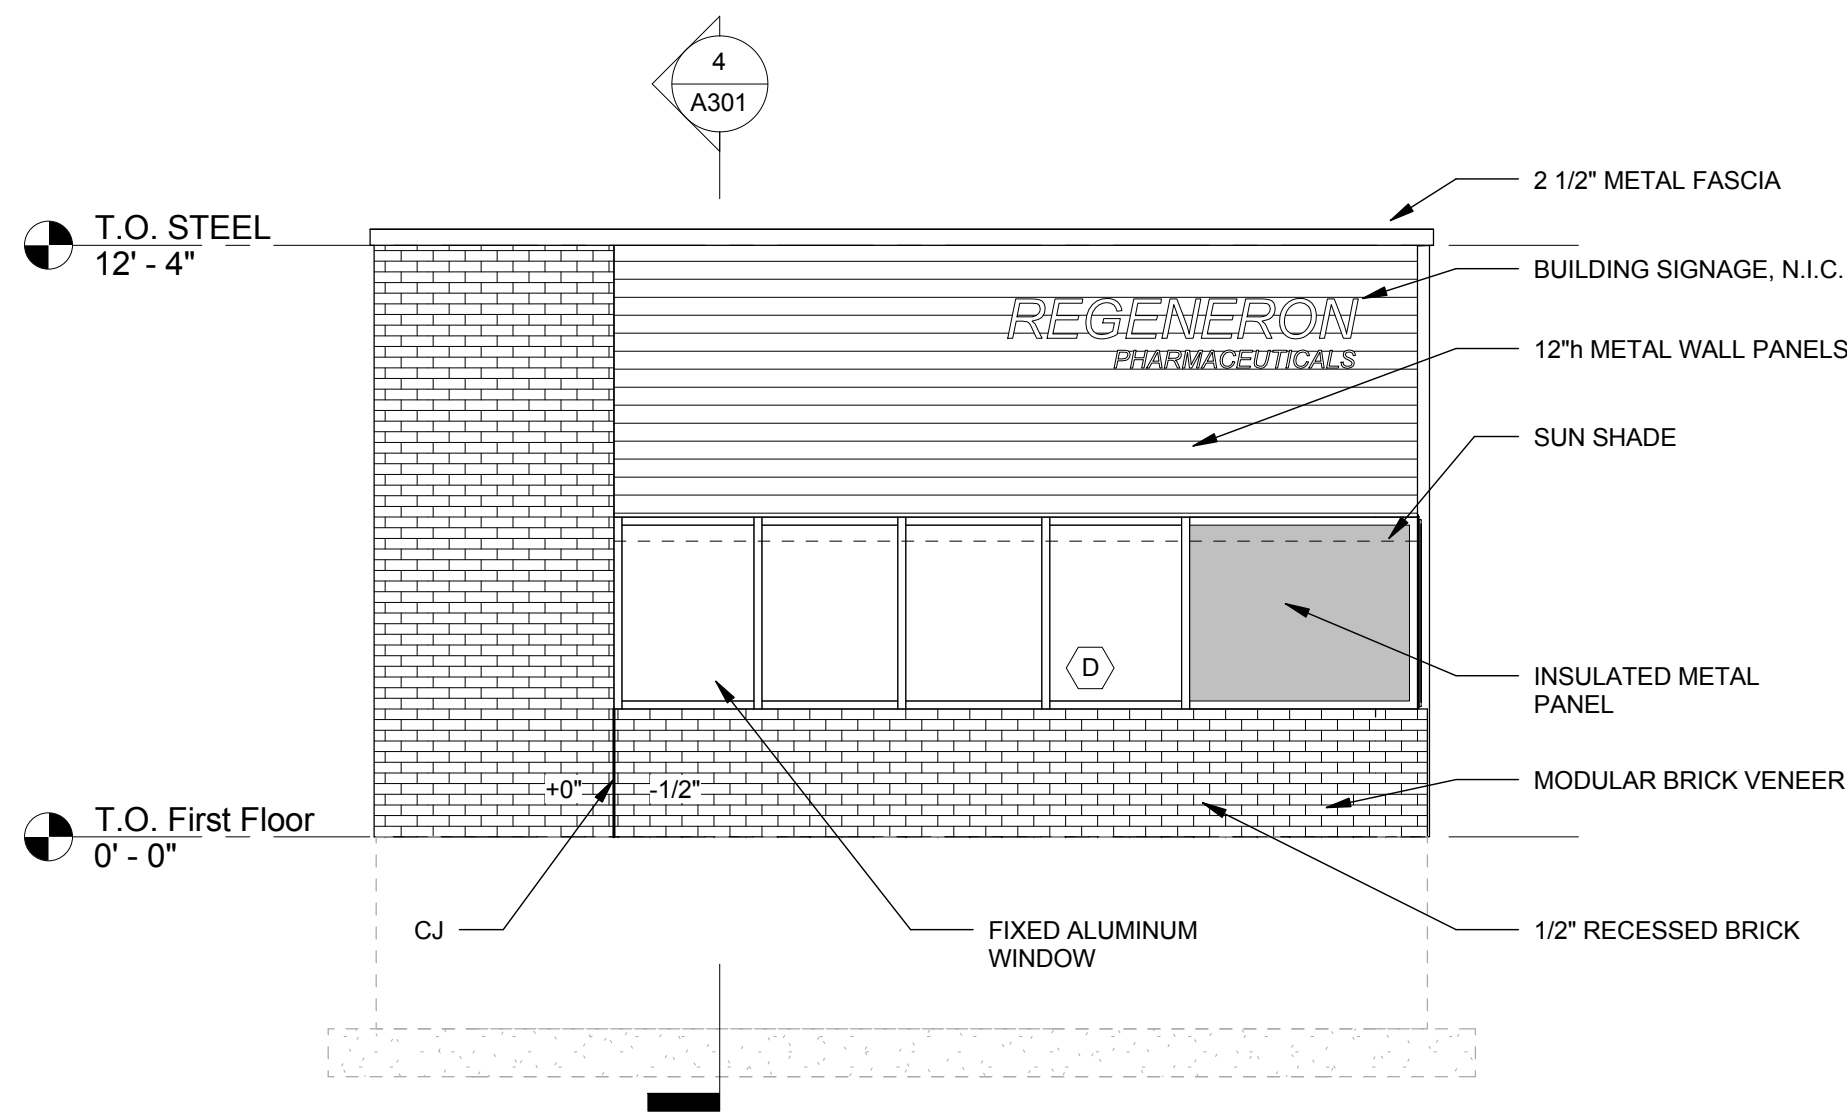 4
A301
2 1/2" METAL FASCIA
T.O. STEEL
12' - 4"
BUILDING SIGNAGE, N.I.C.
REGENERON
PHARMACEUTICALS
12"h METAL WALL PANELS
SUN SHADE
D
INSULATED METAL
PANEL
+0"
-1/2"
MODULAR BRICK VENEER
T.O. First Floor
0' - 0"
CJ
FIXED ALUMINUM
WINDOW
1/2" RECESSED BRICK